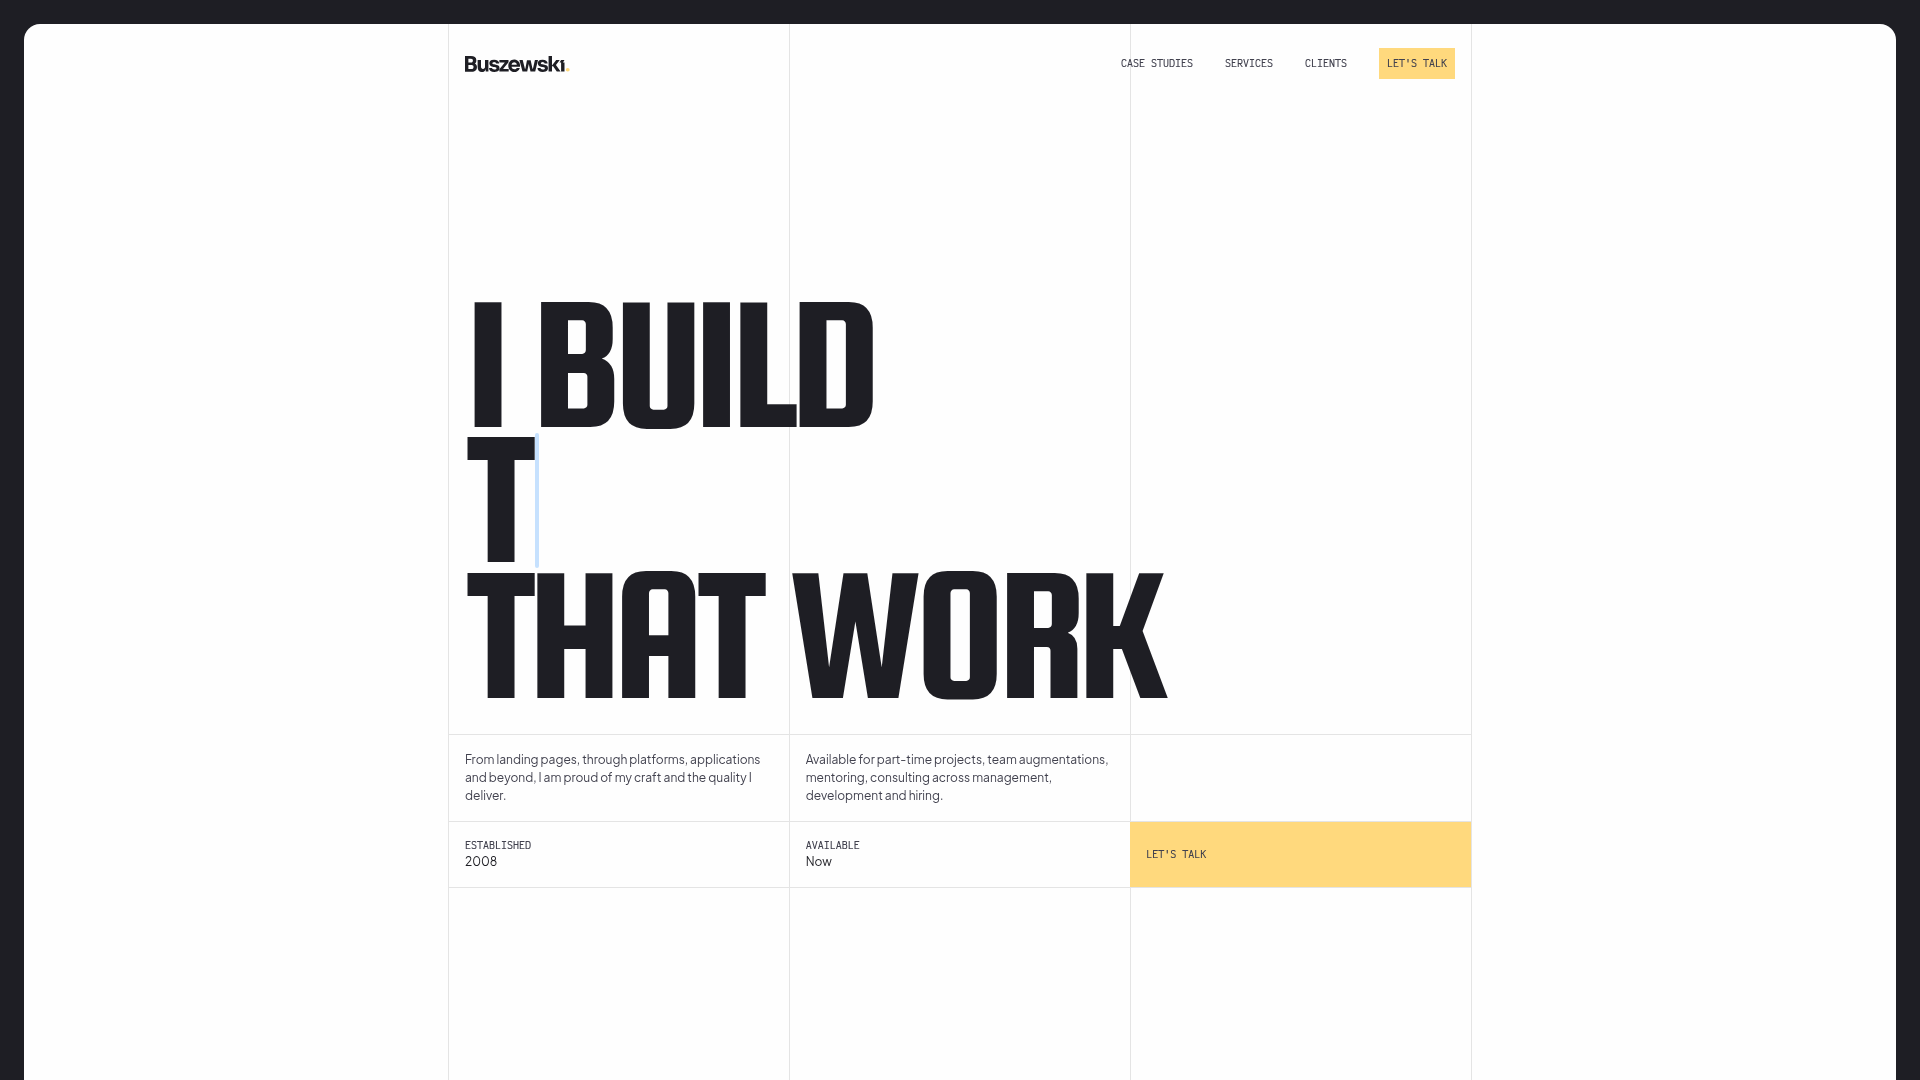 Buszewski.
CASE STUDIES
SERVICES
CLIENTS
LET'S TALK
I BUILD
T
THAT WORK
From landing pages, through platforms, applications
and beyond, I am proud of my craft and the quality I
deliver.
Available for part-time projects, team augmentations,
mentoring, consulting across management,
development and hiring.
ESTABLISHED
2008
AVAILABLE
Now
LET'S TALK